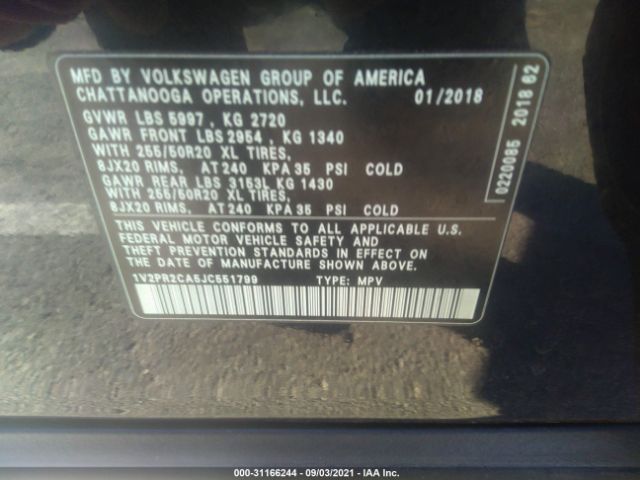 MFD BY VOLKSWAGEN GROUP OF AMERICA
CHATTANOOGA OPERATIONS, LLC. 01/2018
GVWR LBS 5997 , KG 2720
GAWR FRONT LBS 2954 , KG 1340
WITH 255/50R20 XL TIRES,
8JX20 RIMS, AT 240 KPA 35 PSI COLD
GAWR REAR LBS 3153L KG 1430
WITH 255/50R20 XL TIRES,
8JX20 RIMS, AT 240 KPA 35 PSI COLD
THIS VEHICLE CONFORMS TO ALL APPLICABLE U.S.
FEDERAL MOTOR VEHICLE SAFETY AND
THEFT PREVENTION STANDARDS IN EFFECT ON THE
DATE OF MANUFACTURE SHOWN ABOVE.
1V2PR2CA5JC551799 TYPE: MPV
0220085 2018 62
000-31166244 - 09/03/2021 - IAA Inc.